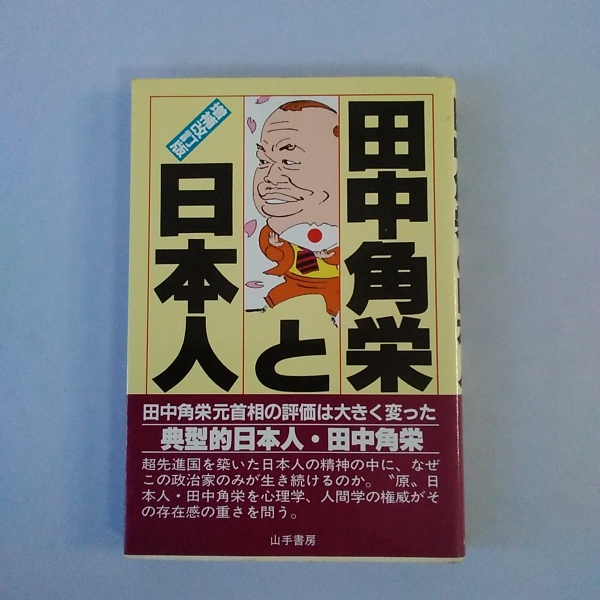 田中角栄
と
日本人
増補改訂版
田中角栄元首相の評価は大きく変った
典型的日本人・田中角栄
超先進国を築いた日本人の精神の中に、なぜ
この政治家のみが生き続けるのか。〝原〟日
本人・田中角栄を心理学、人間学の権威がそ
の存在感の重さを問う。
山手書房